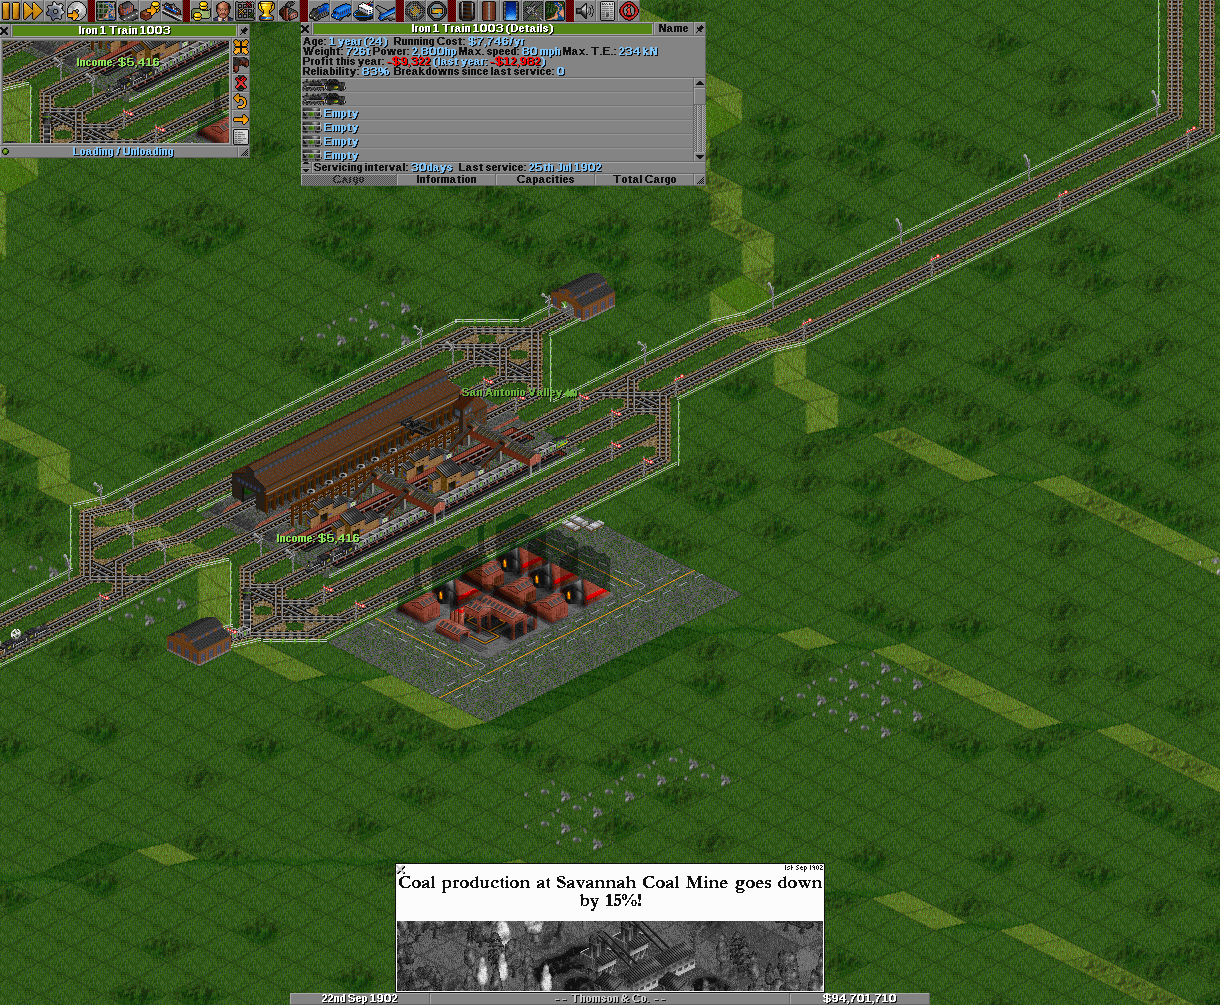 Iron 1 Train 1003
Income: $5,416
Loading / Unloading
Iron 1 Train 1003 (Details)
Name
Age: 1 year (24) Running Cost: $7,746/yr
Weight: 726t Power: 2,800hp Max. speed: 80 mph Max. T.E.: 234 kN
Profit this year: -$9,322 (last year: -$12,982)
Reliability: 83% Breakdowns since last service: 0
Empty
Empty
Empty
Empty
Servicing interval: 30days Last service: 25th Jul 1902
Cargo Information Capacities Total Cargo
San Antonio Valley
Income: $5,416
1st Sep 1902
Coal production at Savannah Coal Mine goes down
by 15%!
22nd Sep 1902
-- Thomson & Co. --
$94,701,710